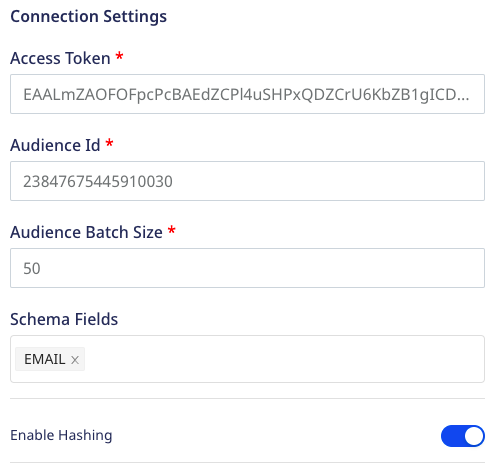 Connection Settings
Access Token *
EAALmZAOFOFpcPcBAEdZCPl4uSHPxQDZCrU6KbZB1gICD...
Audience Id *
23847675445910030
Audience Batch Size *
50
Schema Fields
EMAIL ×
Enable Hashing